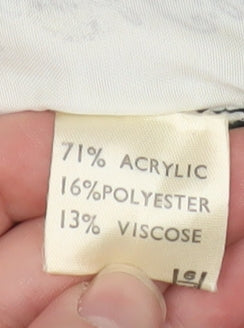 71% ACRYLIC
16%POLYESTER
13% VISCOSE